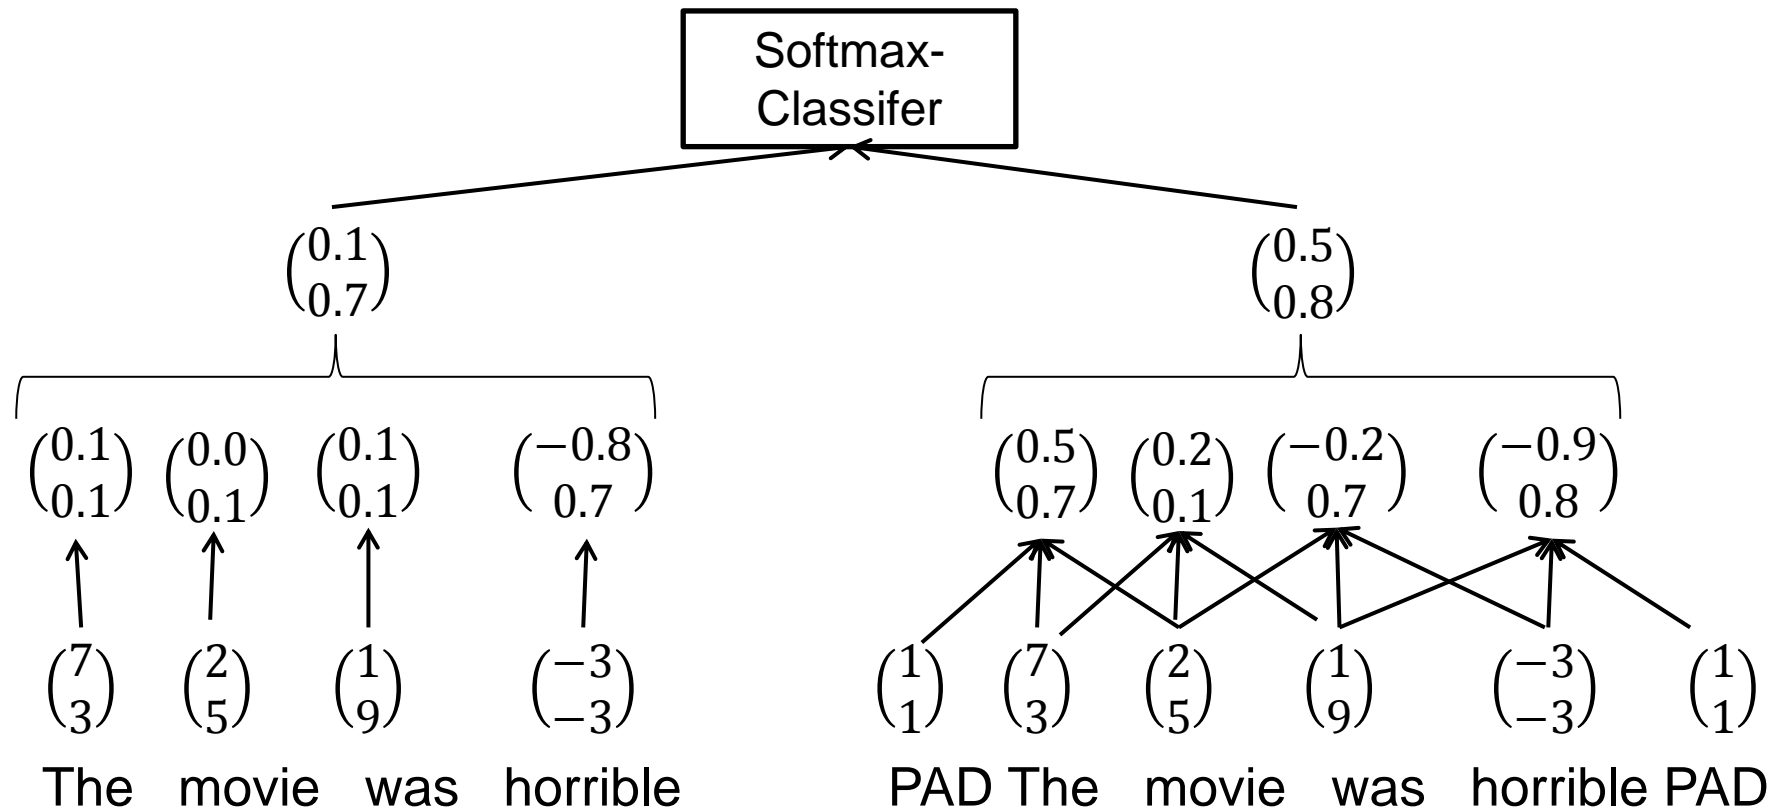 Softmax-
Classifer
(0.1 0.7) (0.5 0.8)
(0.1 0.1) (0.0 0.1) (0.1 0.1) (−0.8 0.7) (0.5 0.7) (0.2 0.1) (−0.2 0.7) (−0.9 0.8)
(7 3) (2 5) (1 9) (−3 −3) (1 1) (7 3) (2 5) (1 9) (−3 −3) (1 1)
The movie was horrible PAD The movie was horrible PAD